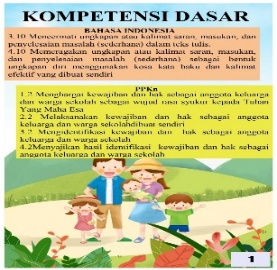 KOMPETENSI DASAR
BAHASA INDONESIA
3.10 Mencermati ungkapan atau kalimat saran, masukan, dan
penyelesaian masalah (sederhana) dalam teks tulis.
4.10 Memeragakan ungkapan atau kalimat saran, masukan,
dan penyelesaian masalah (sederhana) sebagai bentuk
ungkapan diri menggunakan kosa kata baku dan kalimat
efektif yang dibuat sendiri
PPKn
1.2 Menghargai kewajiban dan hak sebagai anggota keluarga
dan warga sekolah sebagai wujud rasa syukur kepada Tuhan
Yang Maha Esa
2.2 Melaksanakan kewajiban dan hak sebagai anggota
keluarga dan warga sekolahdibuat sendiri
3.2 Mengidentifikasi kewajiban dan hak sebagai anggota
keluarga dan warga sekolah
4.2Menyajikan hasil identifikasi kewajiban dan hak sebagai
anggota keluarga dan warga sekolah
1